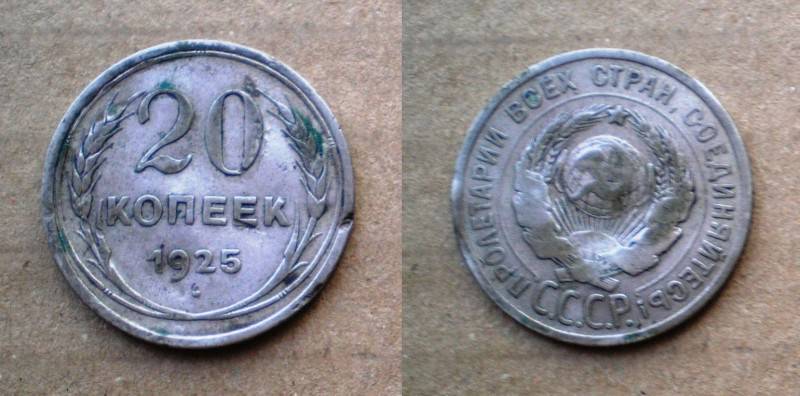 20
КОПЕЕК
1925
ПРОЛЕТАРИИ ВСЕХ СТРАН, СОЕДИНЯЙТЕСЬ!
С.С.С.Р.